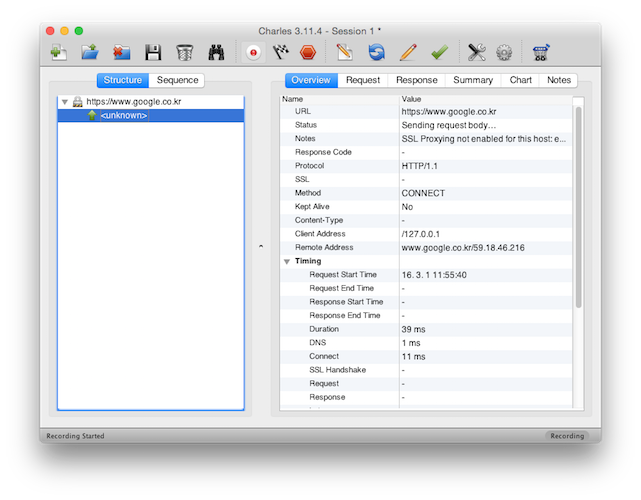 Charles 3.11.4 - Session 1 *
Structure Sequence
Overview Request Response Summary Chart Notes
https://www.google.co.kr
<unknown>
Name Value
URL https://www.google.co.kr
Status Sending request body…
Notes SSL Proxying not enabled for this host: e...
Response Code -
Protocol HTTP/1.1
SSL -
Method CONNECT
Kept Alive No
Content-Type -
Client Address /127.0.0.1
Remote Address www.google.co.kr/59.18.46.216
Timing
Request Start Time 16. 3. 1 11:55:40
Request End Time -
Response Start Time -
Response End Time -
Duration 39 ms
DNS 1 ms
Connect 11 ms
SSL Handshake -
Request -
Response -
Recording Started Recording